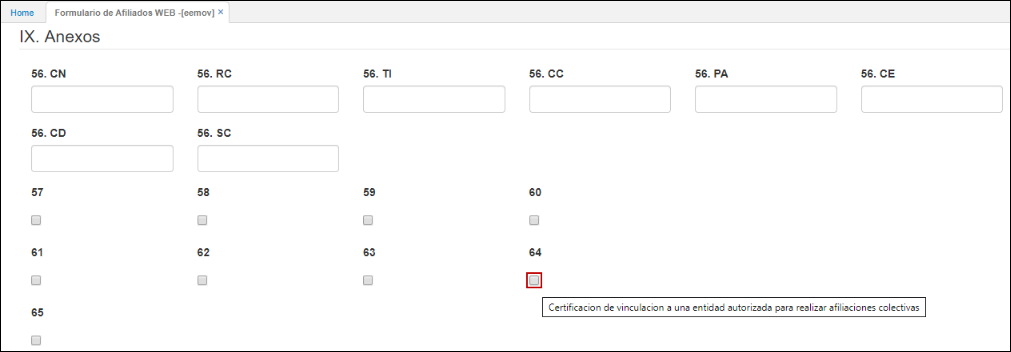 Home Formulario de Afiliados WEB -[eemov] ×
IX. Anexos
56. CN 56. RC 56. TI 56. CC 56. PA 56. CE
56. CD 56. SC
57 58 59 60
61 62 63 64
Certificacion de vinculacion a una entidad autorizada para realizar afiliaciones colectivas
65